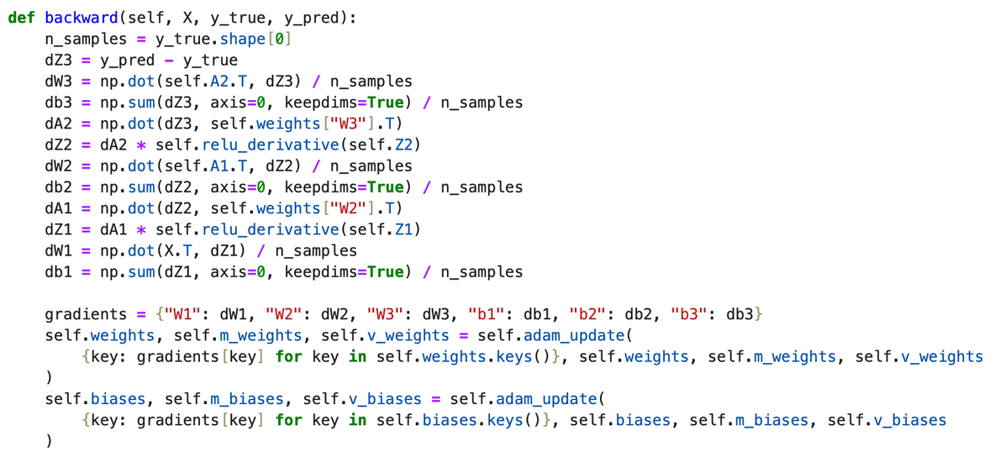 def backward(self, X, y_true, y_pred):
    n_samples = y_true.shape[0]
    dZ3 = y_pred - y_true
    dW3 = np.dot(self.A2.T, dZ3) / n_samples
    db3 = np.sum(dZ3, axis=0, keepdims=True) / n_samples
    dA2 = np.dot(dZ3, self.weights["W3"].T)
    dZ2 = dA2 * self.relu_derivative(self.Z2)
    dW2 = np.dot(self.A1.T, dZ2) / n_samples
    db2 = np.sum(dZ2, axis=0, keepdims=True) / n_samples
    dA1 = np.dot(dZ2, self.weights["W2"].T)
    dZ1 = dA1 * self.relu_derivative(self.Z1)
    dW1 = np.dot(X.T, dZ1) / n_samples
    db1 = np.sum(dZ1, axis=0, keepdims=True) / n_samples

    gradients = {"W1": dW1, "W2": dW2, "W3": dW3, "b1": db1, "b2": db2, "b3": db3}
    self.weights, self.m_weights, self.v_weights = self.adam_update(
        {key: gradients[key] for key in self.weights.keys()}, self.weights, self.m_weights, self.v_weights
    )
    self.biases, self.m_biases, self.v_biases = self.adam_update(
        {key: gradients[key] for key in self.biases.keys()}, self.biases, self.m_biases, self.v_biases
    )